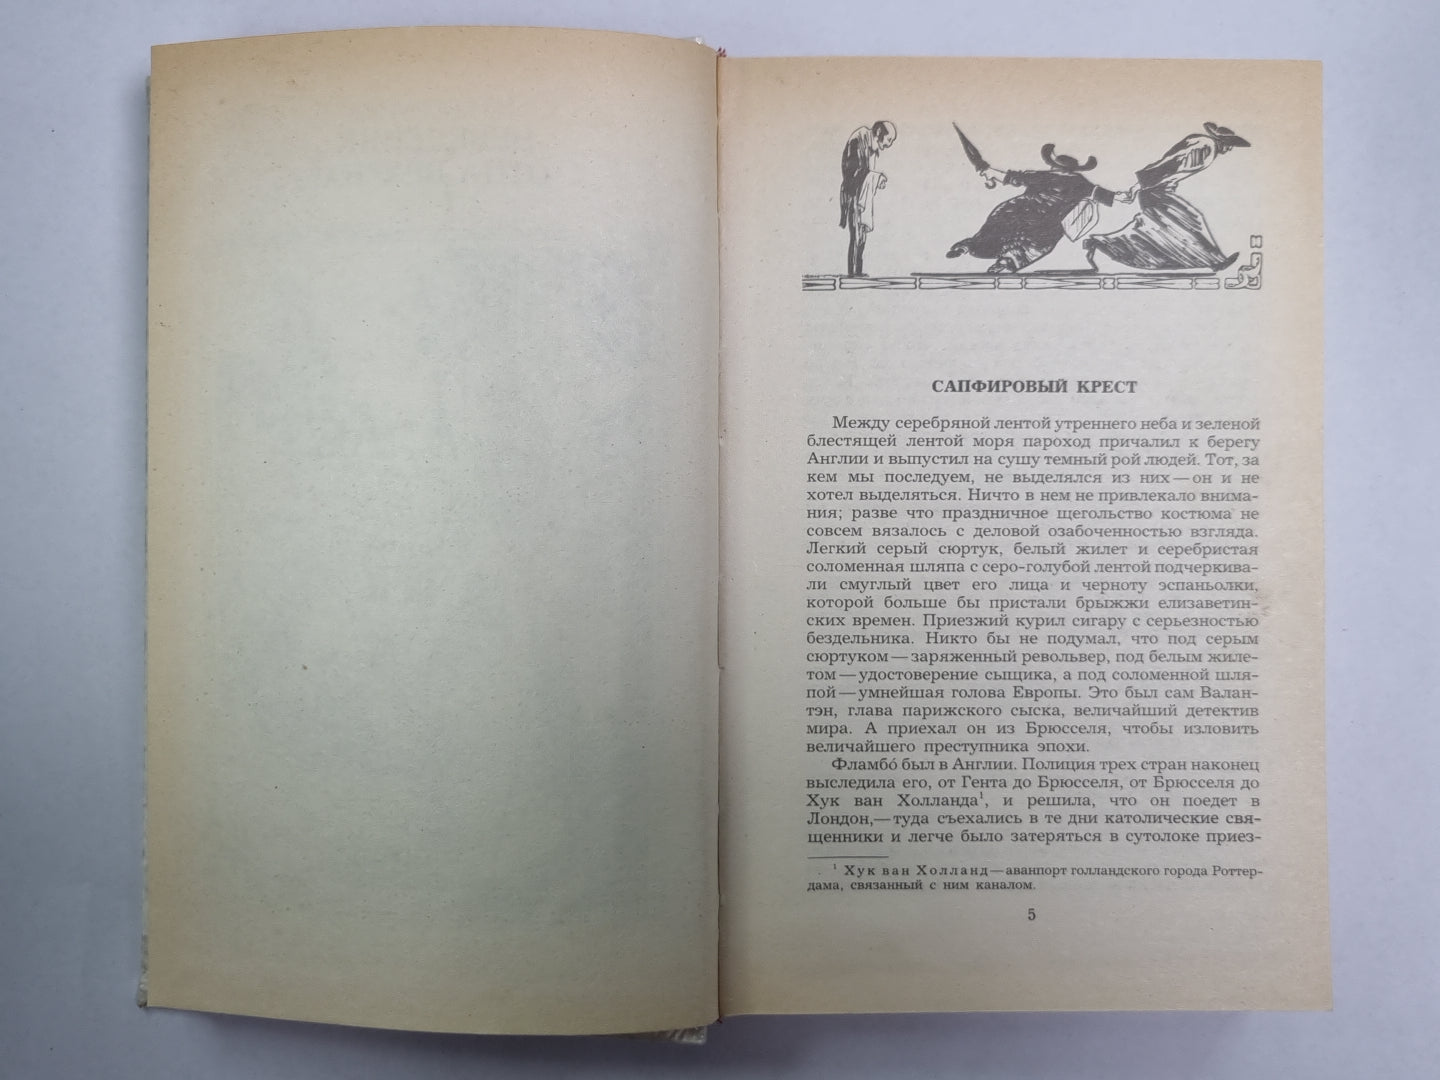 САПФИРОВЫЙ КРЕСТ
Между серебряной лентой утреннего неба и зеленой
блестящей лентой моря пароход причалил к берегу
Англии и выпустил на сушу темный рой людей. Тот, за
кем мы последуем, не выделялся из них—он и не
хотел выделяться. Ничто в нем не привлекало внима-
ния; разве что праздничное щегольство костюма не
совсем вязалось с деловой озабоченностью взгляда.
Легкий серый сюртук, белый жилет и серебристая
соломенная шляпа с серо-голубой лентой подчеркива-
ли смуглый цвет его лица и черноту эспаньолки,
которой больше бы пристали брыжжи елизаветин-
ских времен. Приезжий курил сигару с серьезностью
бездельника. Никто бы не подумал, что под серым
сюртуком—заряженный револьвер, под белым жиле-
том—удостоверение сыщика, а под соломенной шля-
пой—умнейшая голова Европы. Это был сам Валан-
тэн, глава парижского сыска, величайший детектив
мира. А приехал он из Брюсселя, чтобы изловить
величайшего преступника эпохи.
Фламбо́ был в Англии. Полиция трех стран наконец
выследила его, от Гента до Брюсселя, от Брюсселя до
Хук ван Холланда¹, и решила, что он поедет в
Лондон,—туда съехались в те дни католические свя-
щенники и легче было затеряться в сутолоке приез-
¹ Хук ван Холланд—аванпорт голландского города Роттер-
дама, связанный с ним каналом.
5